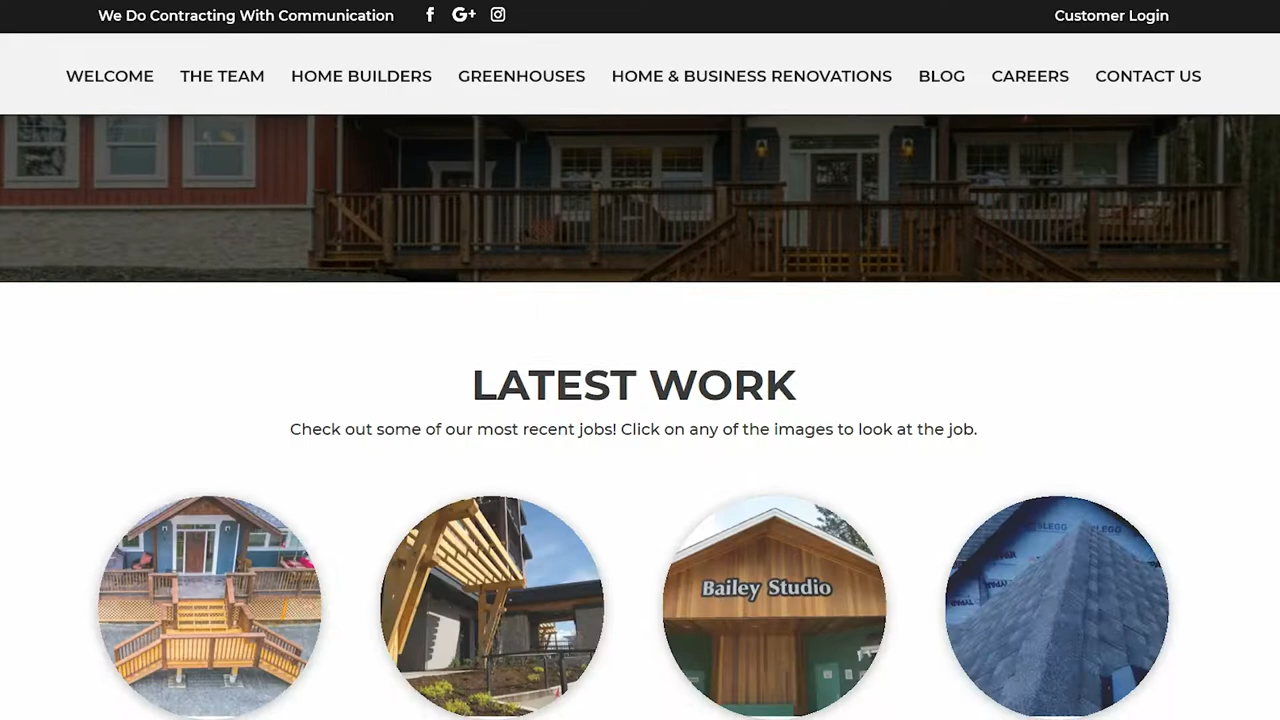 We Do Contracting With Communication
Customer Login
WELCOME THE TEAM HOME BUILDERS GREENHOUSES HOME & BUSINESS RENOVATIONS BLOG CAREERS CONTACT US
LATEST WORK
Check out some of our most recent jobs! Click on any of the images to look at the job.
Bailey Studio